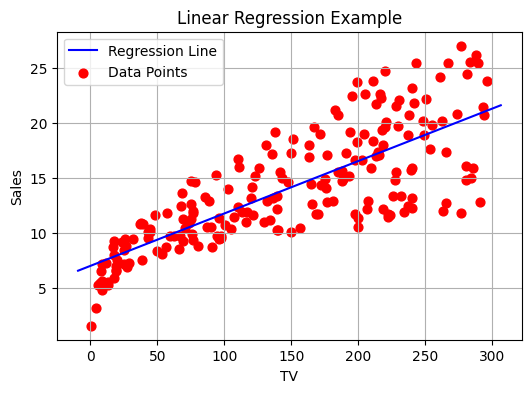 Linear Regression Example
Regression Line
Data Points
Sales
25
20
15
10
5
0 50 100 150 200 250 300
TV